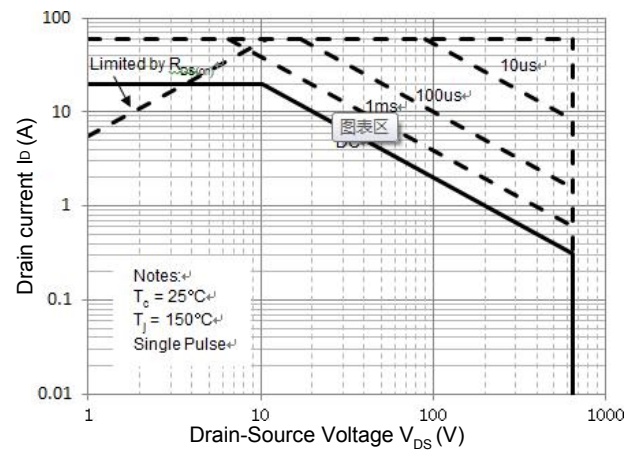 100
10
1
0.1
0.01
Drain current ID (A)
Limited by RDS(on)
10us↵
100us↵
1ms↵
图表区
DC
Notes:↵
Tc = 25°C↵
Tj = 150°C↵
Single Pulse↵
1
10
100
1000
Drain-Source Voltage VDS (V)